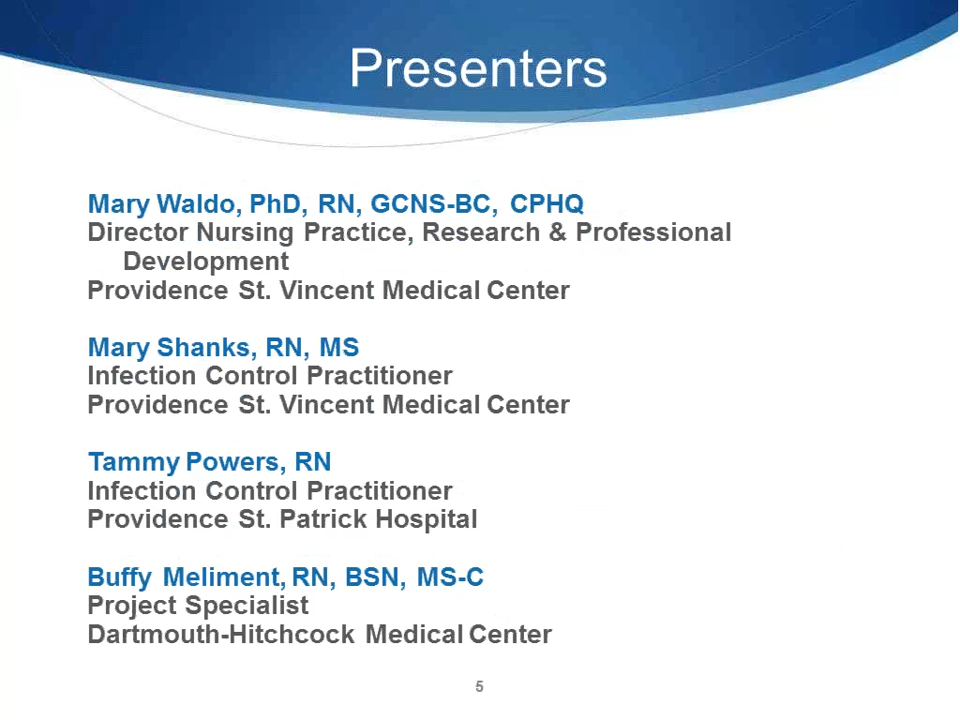 Presenters
Mary Waldo, PhD, RN, GCNS-BC, CPHQ
Director Nursing Practice, Research & Professional
Development
Providence St. Vincent Medical Center
Mary Shanks, RN, MS
Infection Control Practitioner
Providence St. Vincent Medical Center
Tammy Powers, RN
Infection Control Practitioner
Providence St. Patrick Hospital
Buffy Meliment, RN, BSN, MS-C
Project Specialist
Dartmouth-Hitchcock Medical Center
5